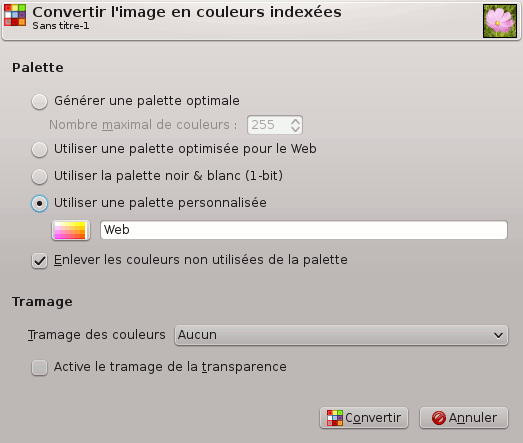 Convertir l'image en couleurs indexées
Sans titre-1
Palette
Générer une palette optimale
Nombre maximal de couleurs : 255
Utiliser une palette optimisée pour le Web
Utiliser la palette noir & blanc (1-bit)
Utiliser une palette personnalisée
Web
Enlever les couleurs non utilisées de la palette
Tramage
Tramage des couleurs Aucun
Active le tramage de la transparence
Convertir Annuler